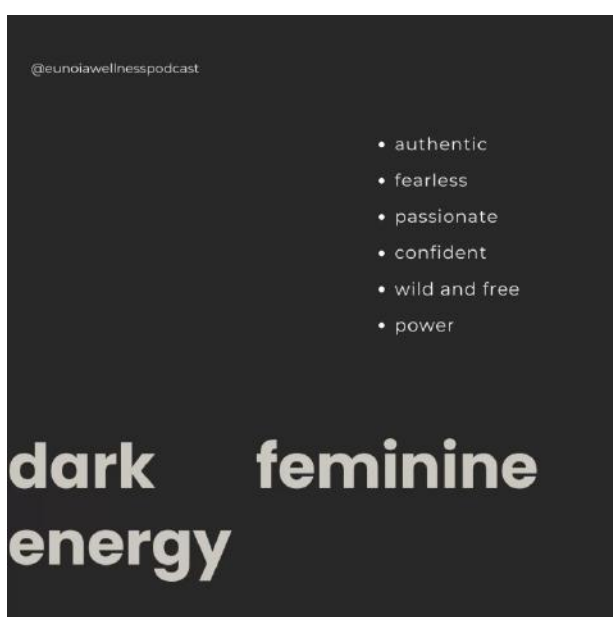 @eunoiawellnesspodcast
• authentic
• fearless
• passionate
• confident
• wild and free
• power
dark feminine
energy